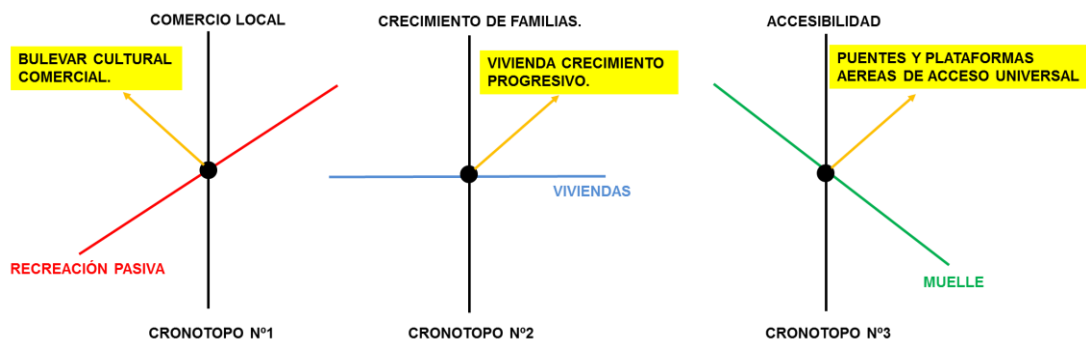 COMERCIO LOCAL
BULEVAR CULTURAL
COMERCIAL.
RECREACIÓN PASIVA
CRONOTOPO Nº1
CRECIMIENTO DE FAMILIAS.
VIVIENDA CRECIMIENTO
PROGRESIVO.
VIVIENDAS
CRONOTOPO Nº2
ACCESIBILIDAD
PUENTES Y PLATAFORMAS
AEREAS DE ACCESO UNIVERSAL
MUELLE
CRONOTOPO Nº3